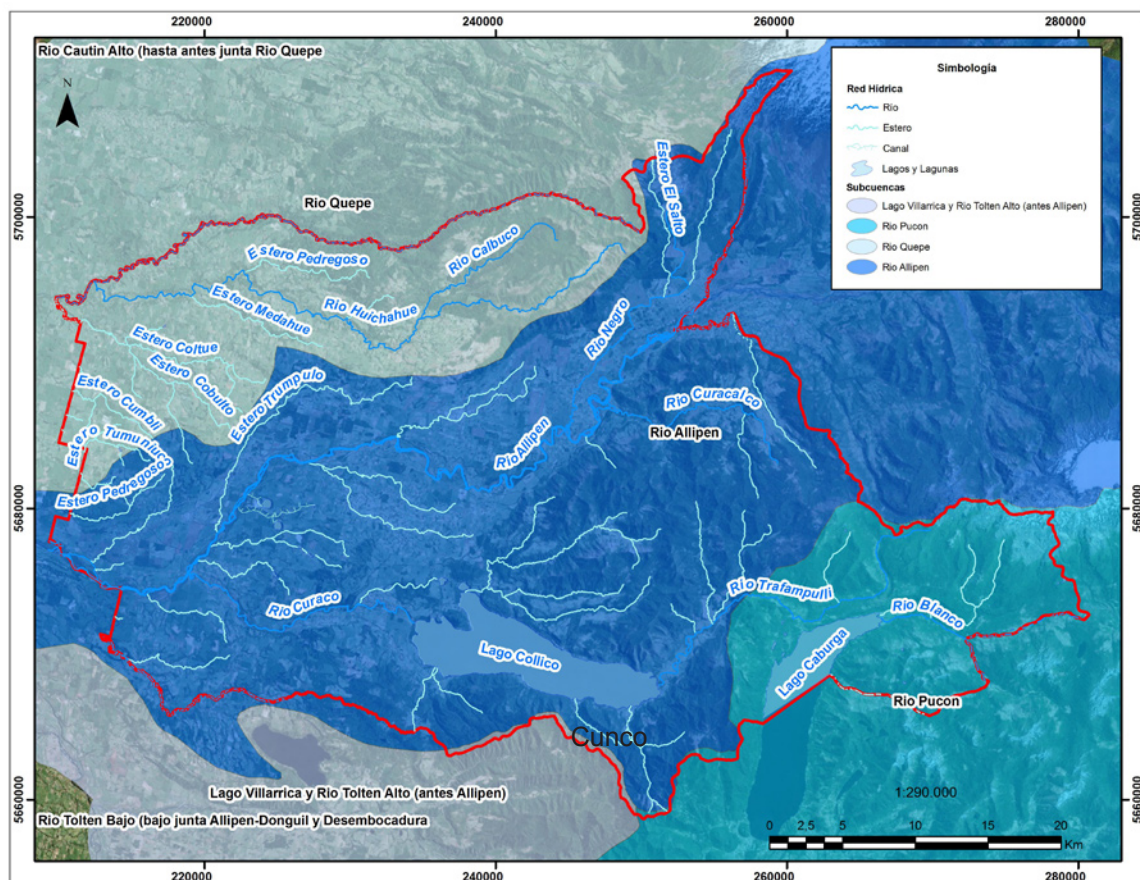 220000
240000
260000
280000
Rio Cautin Alto (hasta antes junta Rio Quepe
N
Simbología
Red Hídrica
Río
Estero
Canal
Lagos y Lagunas
Subcuencas
Lago Villarrica y Rio Tolten Alto (antes Allipen)
Rio Pucon
Rio Quepe
Rio Allipen
5700000
5700000
Estero El Salto
Rio Quepe
Estero Pedregoso
Rio Calbuco
Rio Huichahue
Estero Medahue
Rio Negro
Estero Coltue
Estero Cobulto
Estero Trumpulo
Estero Cumbli
Estero Tumuntuco
Estero Pedregoso
Rio Curacalco
Rio Allipen
Rio Allipen
5680000
5680000
Rio Curaco
Rio Trafampulli
Rio Blanco
Lago Collico
Lago Caburga
Rio Pucon
Cunco
Lago Villarrica y Rio Tolten Alto (antes Allipen)
1:290.000
5660000
5660000
Rio Tolten Bajo (bajo junta Allipen-Donguil y Desembocadura
0 2,5 5 10 15 20
Km
220000
240000
260000
280000